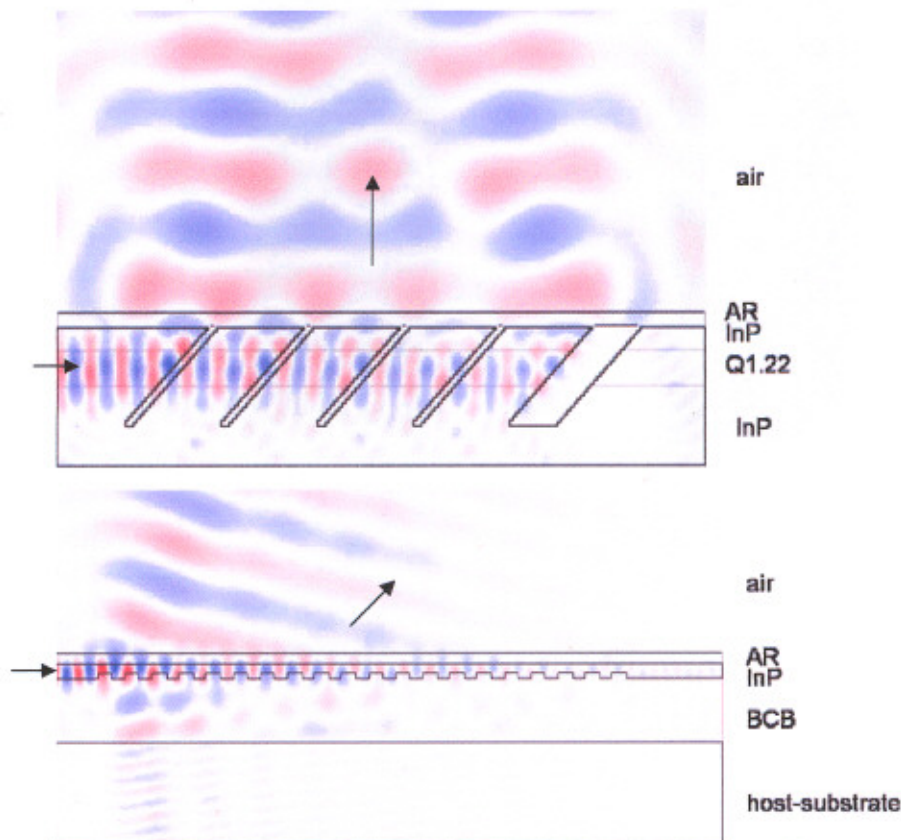 air
AR
InP
Q1.22
InP
air
AR
InP
BCB
host-substrate